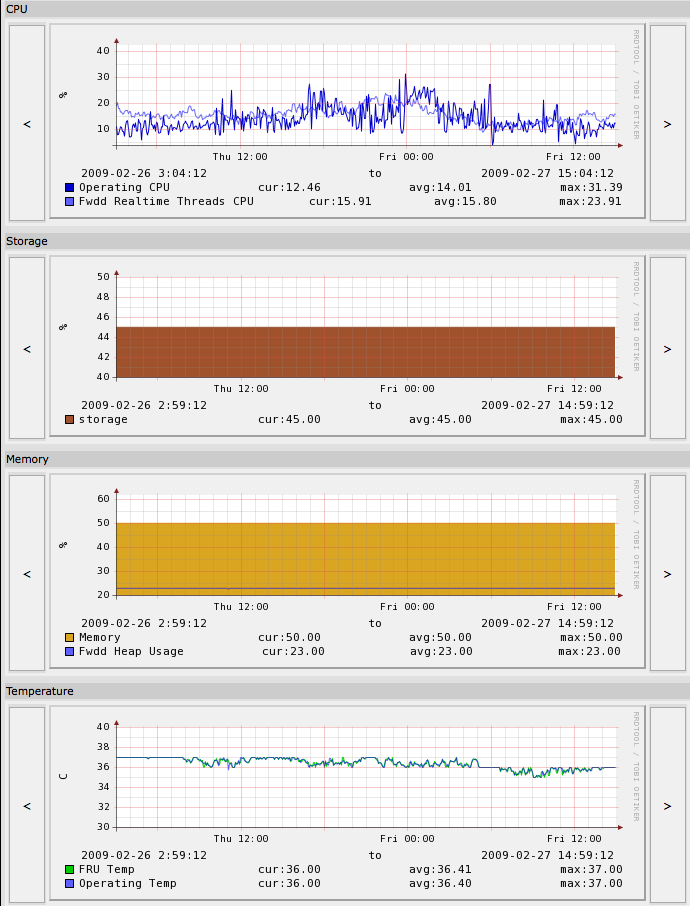 CPU
RRDTOOL / TOBI OETIKER
40
30
%
20
10
<
>
Thu 12:00 Fri 00:00 Fri 12:00
2009-02-26 3:04:12 to 2009-02-27 15:04:12
Operating CPU cur:12.46 avg:14.01 max:31.39
Fwdd Realtime Threads CPU cur:15.91 avg:15.80 max:23.91
Storage
RRDTOOL / TOBI OETIKER
50
48
46
%
44
42
40
<
>
Thu 12:00 Fri 00:00 Fri 12:00
2009-02-26 2:59:12 to 2009-02-27 14:59:12
storage cur:45.00 avg:45.00 max:45.00
Memory
RRDTOOL / TOBI OETIKER
60
50
%
40
30
20
<
>
Thu 12:00 Fri 00:00 Fri 12:00
2009-02-26 2:59:12 to 2009-02-27 14:59:12
Memory cur:50.00 avg:50.00 max:50.00
Fwdd Heap Usage cur:23.00 avg:23.00 max:23.00
Temperature
RRDTOOL / TOBI OETIKER
40
38
36
C
34
32
30
<
>
Thu 12:00 Fri 00:00 Fri 12:00
2009-02-26 2:59:12 to 2009-02-27 14:59:12
FRU Temp cur:36.00 avg:36.41 max:37.00
Operating Temp cur:36.00 avg:36.40 max:37.00